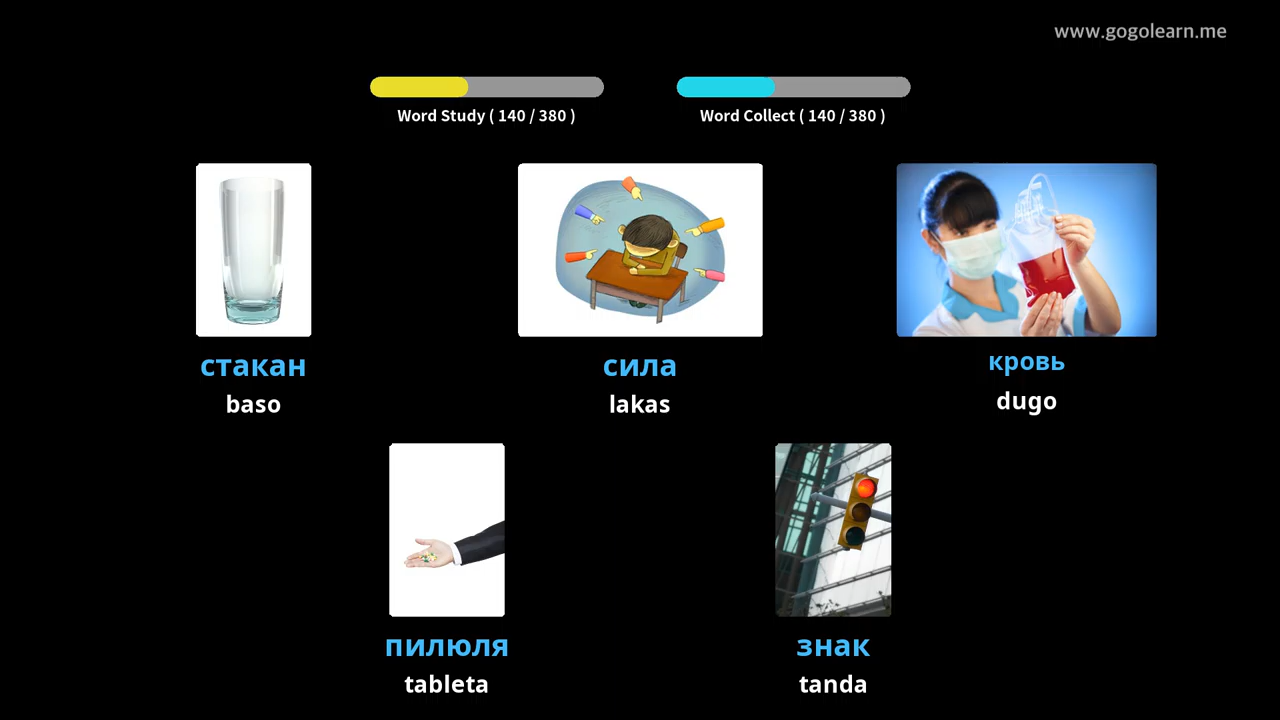 www.gogolearn.me
Word Study ( 140 / 380 )
Word Collect ( 140 / 380 )
стакан
baso
сила
lakas
кровь
dugo
пилюля
tableta
знак
tanda